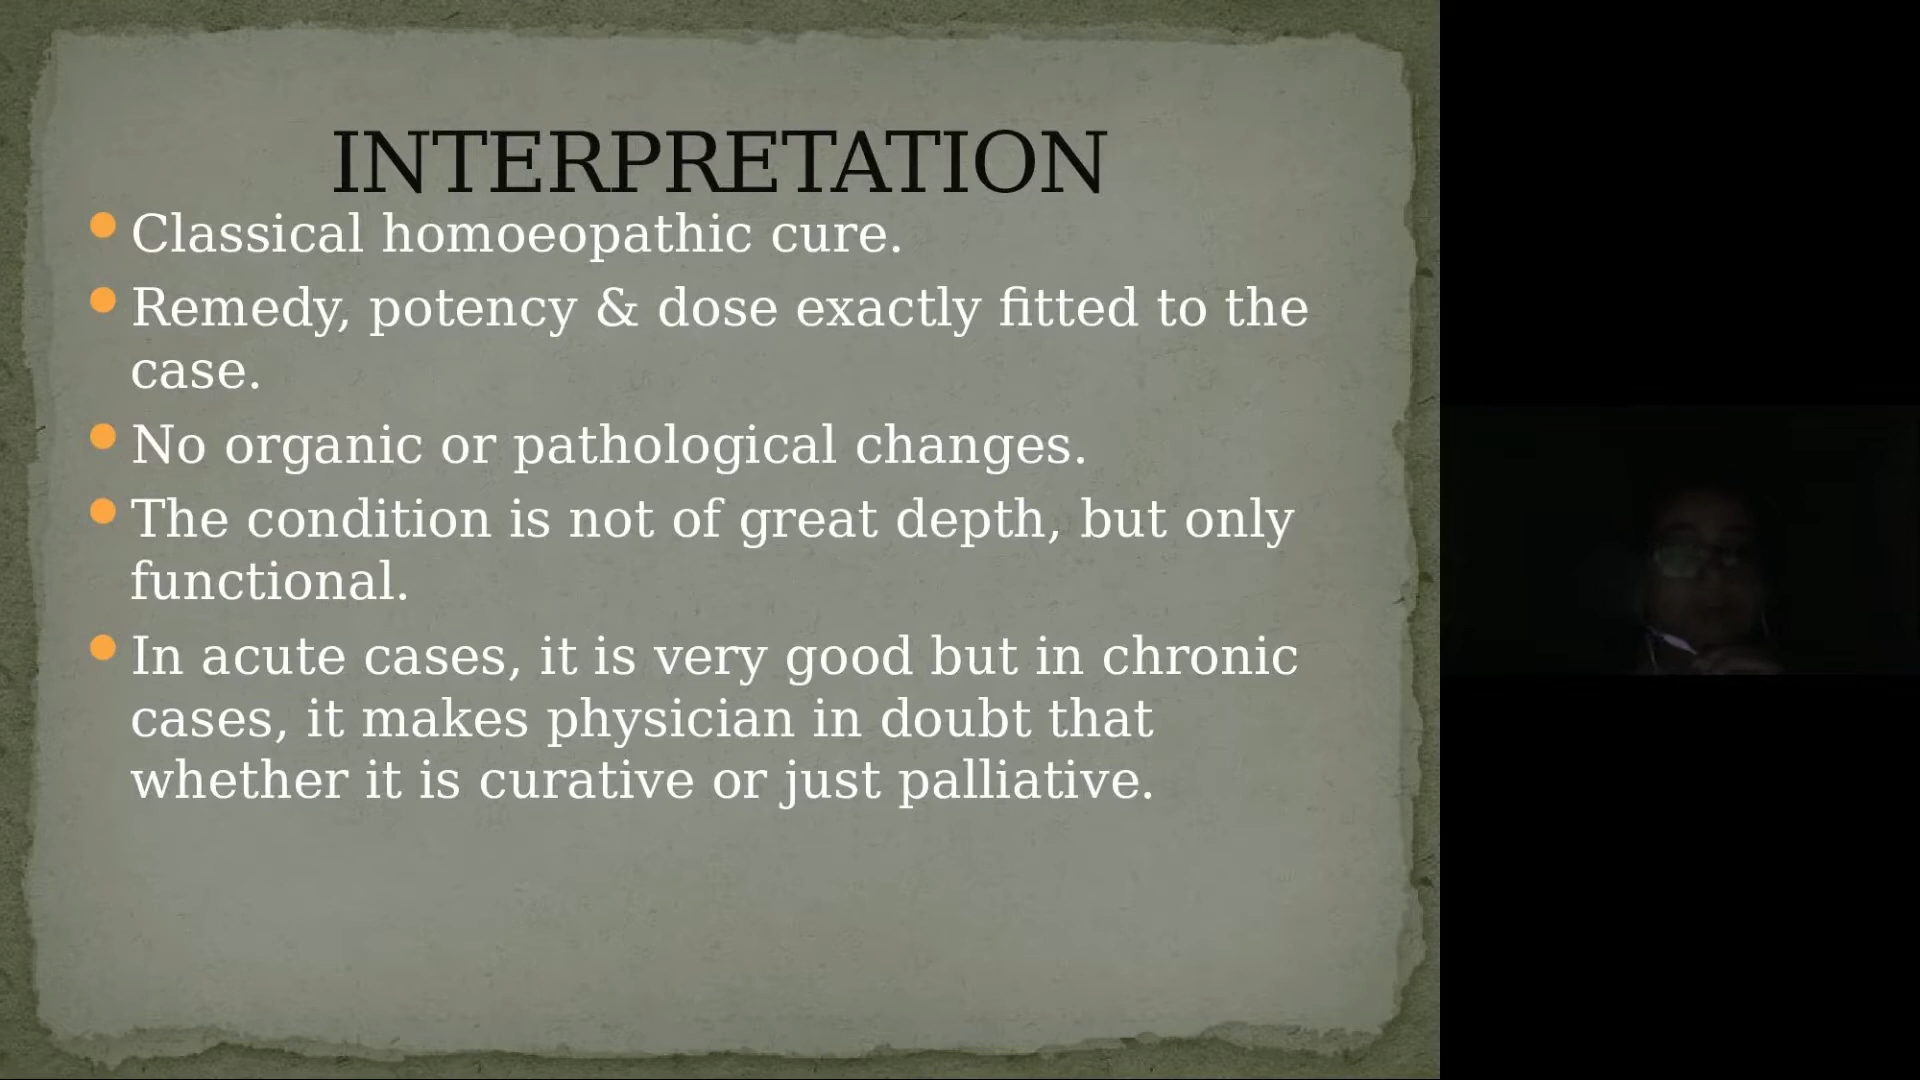 INTERPRETATION
Classical homoeopathic cure.
Remedy, potency & dose exactly fitted to the
case.
No organic or pathological changes.
The condition is not of great depth, but only
functional.
In acute cases, it is very good but in chronic
cases, it makes physician in doubt that
whether it is curative or just palliative.